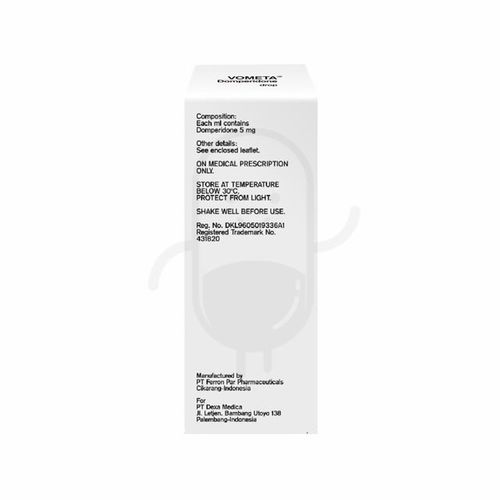 VOMETA™
Domperidone
drop
Composition:
Each ml contains
Domperidone 5 mg
Other details:
See enclosed leaflet.
ON MEDICAL PRESCRIPTION
ONLY.
STORE AT TEMPERATURE
BELOW 30°C.
PROTECT FROM LIGHT.
SHAKE WELL BEFORE USE.
Reg. No. DKL9605019336A1
Registered Trademark No.
431820
Manufactured by
PT Ferron Par Pharmaceuticals
Cikarang-Indonesia
For
PT Dexa Medica
Jl. Letjen. Bambang Utoyo 138
Palembang-Indonesia